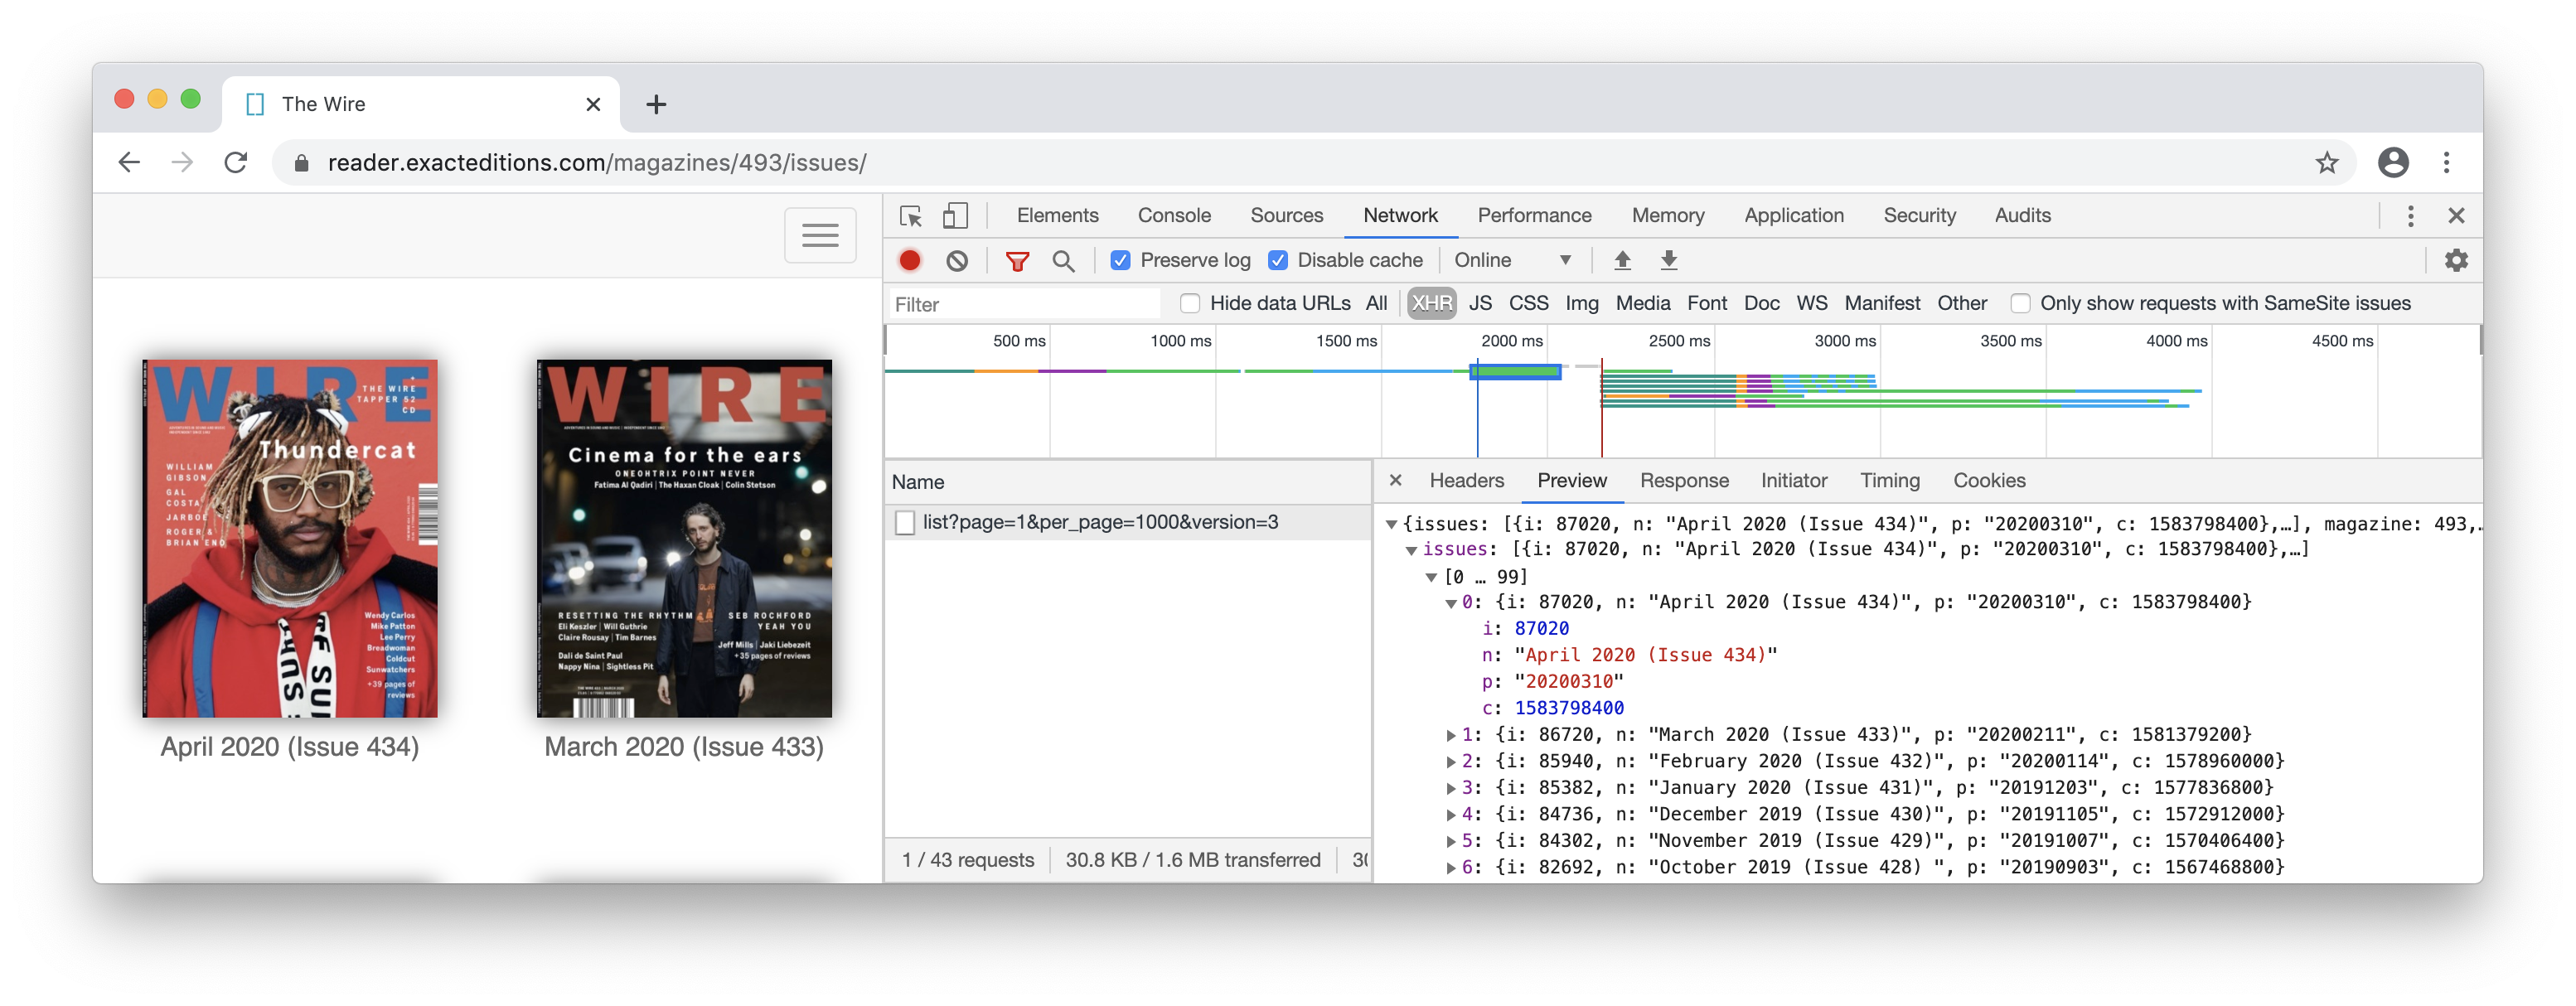 The Wire
reader.exacteditions.com/magazines/493/issues/
Elements Console Sources Network Performance Memory Application Security Audits
Preserve log Disable cache Online
Filter Hide data URLs All XHR JS CSS Img Media Font Doc WS Manifest Other Only show requests with SameSite issues
500 ms 1000 ms 1500 ms 2000 ms 2500 ms 3000 ms 3500 ms 4000 ms 4500 ms
WIRE
THE WIRE
TAPPER 52
CD
Thundercat
WILLIAM
GIBSON
GAL
COSTA
JARBOE
ROGER &
BRIAN ENO
Wendy Carlos
Mike Patton
Lee Perry
Breadwoman
Coldcut
Sunwatchers
+39 pages of
reviews
April 2020 (Issue 434)
WIRE
Cinema for the ears
ONEOHTRIX POINT NEVER
Fatima Al Qadiri | The Haxan Cloak | Colin Stetson
RESETTING THE RHYTHM
Eli Keszler | Will Guthrie
Claire Rousay | Tim Barnes
Dali de Saint Paul
Nappy Nina | Sightless Pit
SEB ROCHFORD
YEAH YOU
Jeff Mills | Jaki Liebezeit
+35 pages of reviews
March 2020 (Issue 433)
Name
list?page=1&per_page=1000&version=3
1 / 43 requests 30.8 KB / 1.6 MB transferred
Headers Preview Response Initiator Timing Cookies
{issues: [{i: 87020, n: "April 2020 (Issue 434)", p: "20200310", c: 1583798400},…], magazine: 493,…
issues: [{i: 87020, n: "April 2020 (Issue 434)", p: "20200310", c: 1583798400},…]
[0 … 99]
0: {i: 87020, n: "April 2020 (Issue 434)", p: "20200310", c: 1583798400}
i: 87020
n: "April 2020 (Issue 434)"
p: "20200310"
c: 1583798400
1: {i: 86720, n: "March 2020 (Issue 433)", p: "20200211", c: 1581379200}
2: {i: 85940, n: "February 2020 (Issue 432)", p: "20200114", c: 1578960000}
3: {i: 85382, n: "January 2020 (Issue 431)", p: "20191203", c: 1577836800}
4: {i: 84736, n: "December 2019 (Issue 430)", p: "20191105", c: 1572912000}
5: {i: 84302, n: "November 2019 (Issue 429)", p: "20191007", c: 1570406400}
6: {i: 82692, n: "October 2019 (Issue 428) ", p: "20190903", c: 1567468800}